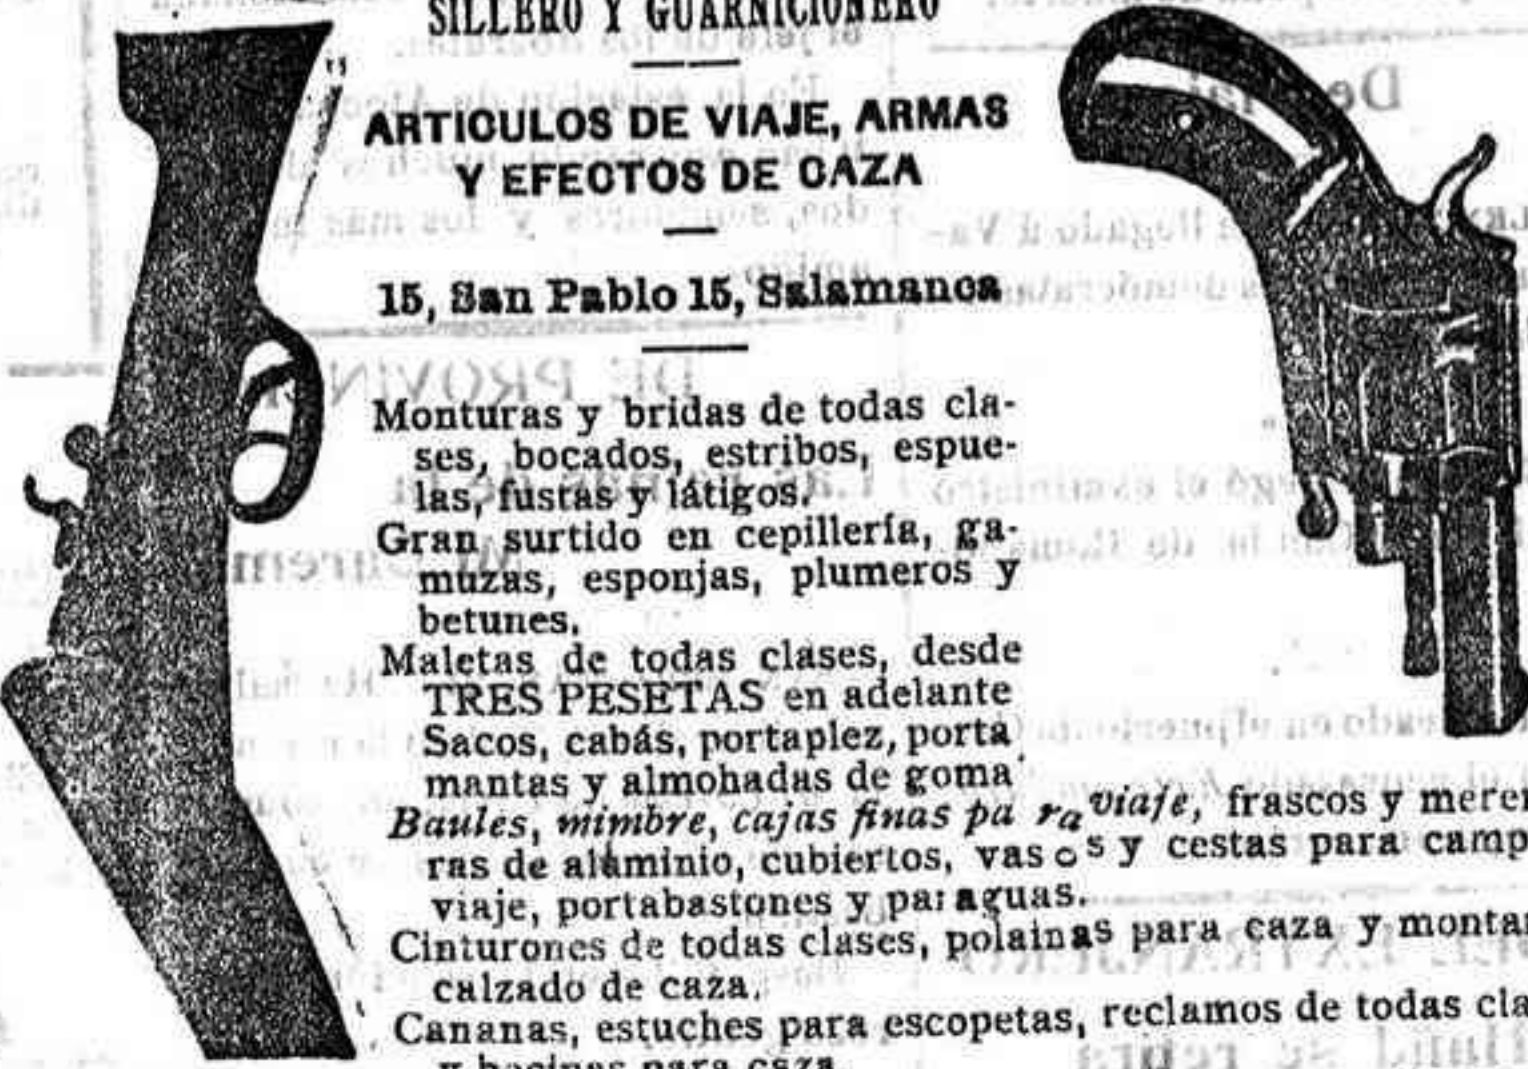 SILLERO Y GUARNICIONERO
ARTICULOS DE VIAJE, ARMAS
Y EFECTOS DE CAZA
15, San Pablo 15, Salamanca
Monturas y bridas de todas cla-
ses, bocados, estribos, espue-
las, fustas y látigos.
Gran surtido en cepillería, ga-
muzas, esponjas, plumeros y
betunes.
Maletas de todas clases, desde
TRES PESETAS en adelante
Sacos, cabás, portaplez, porta
mantas y almohadas de goma
Baules, mimbre, cajas finas pa ra viaje, frascos y meren
ras de aluminio, cubiertos, vasos y cestas para camp
viaje, portabastones y paraguas.
Cinturones de todas clases, polainas para caza y montar
calzado de caza.
Cananas, estuches para escopetas, reclamos de todas cla
y bocinas para caza